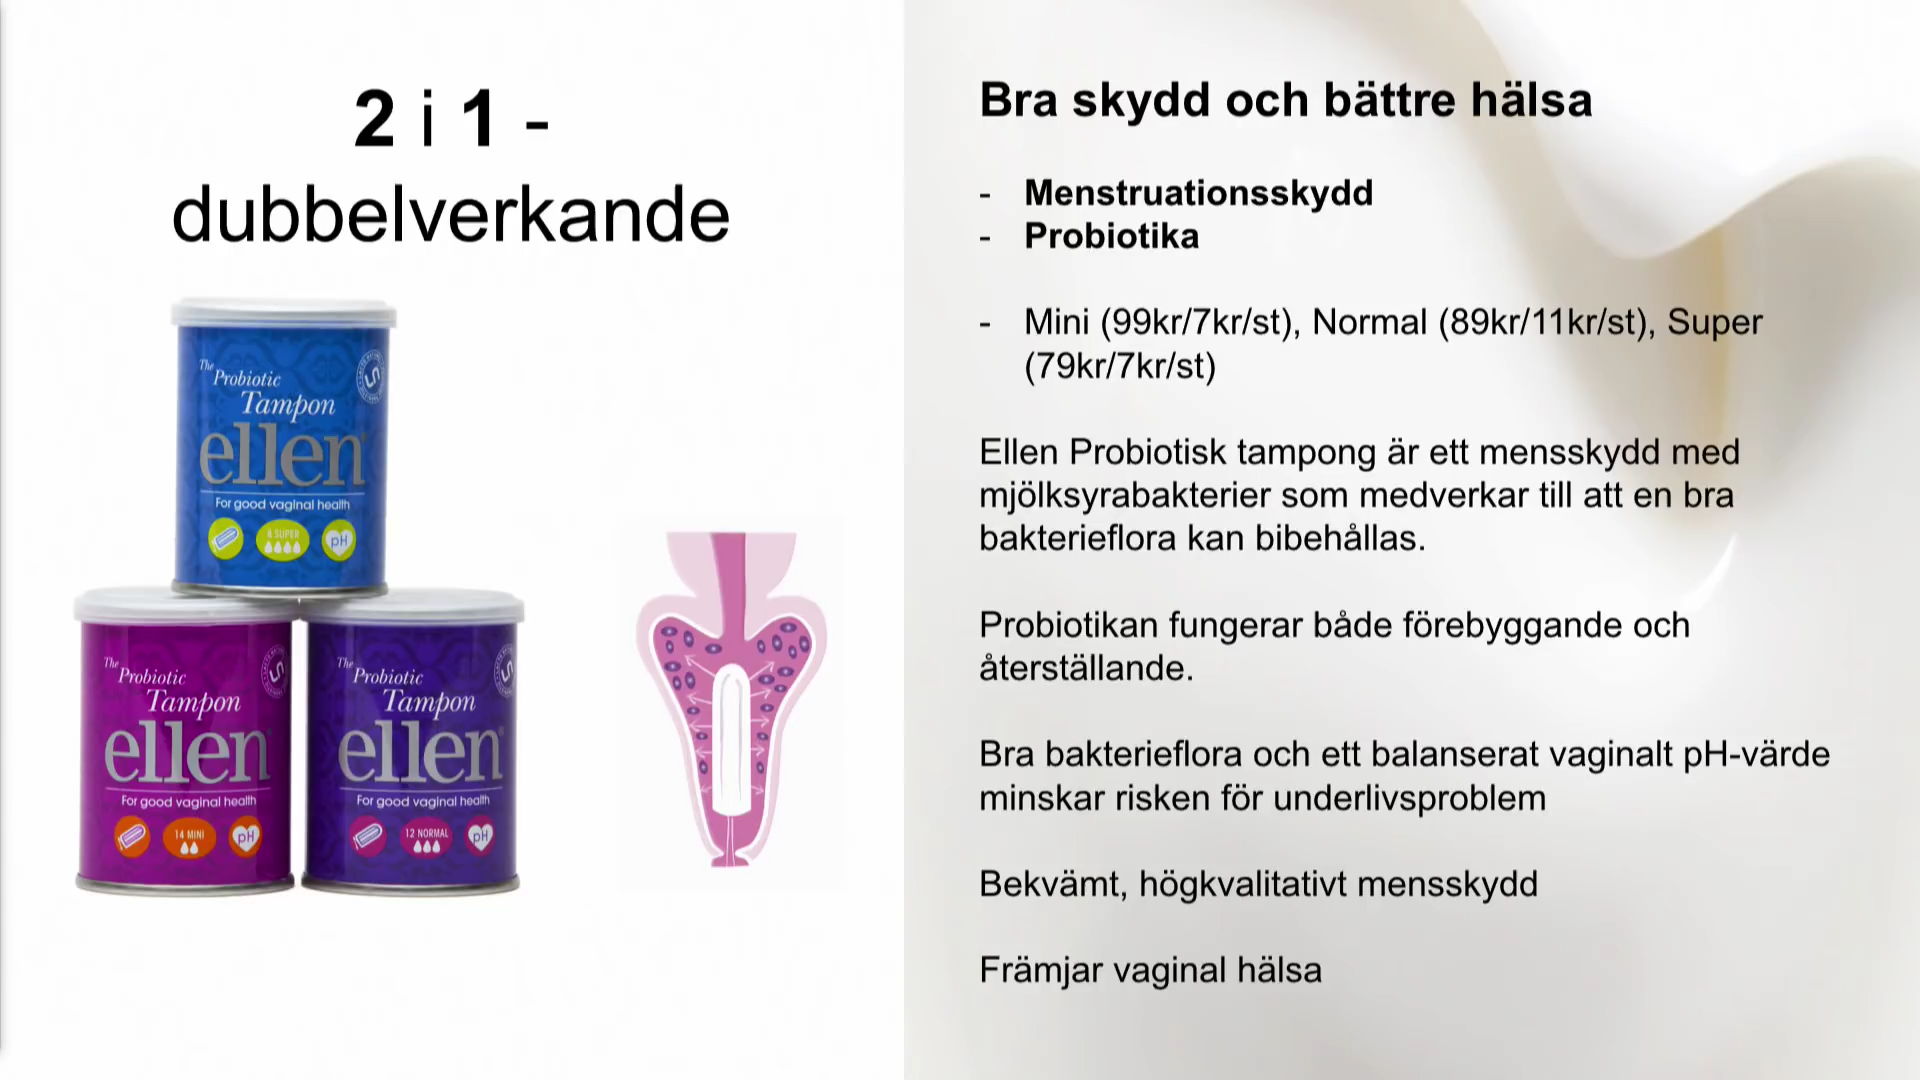 2 i 1 -
dubbelverkande
The
Probiotic
Tampon
ellen
For good vaginal health
SUPER
pH
The
Probiotic
Tampon
ellen
For good vaginal health
14 MINI
pH
The
Probiotic
Tampon
ellen
For good vaginal health
12 NORMAL
pH
Bra skydd och bättre hälsa
- Menstruationsskydd
- Probiotika
- Mini (99kr/7kr/st), Normal (89kr/11kr/st), Super
(79kr/7kr/st)
Ellen Probiotisk tampong är ett mensskydd med
mjölksyrabakterier som medverkar till att en bra
bakterieflora kan bibehållas.
Probiotikan fungerar både förebyggande och
återställande.
Bra bakterieflora och ett balanserat vaginalt pH-värde
minskar risken för underlivsproblem
Bekvämt, högkvalitativt mensskydd
Främjar vaginal hälsa